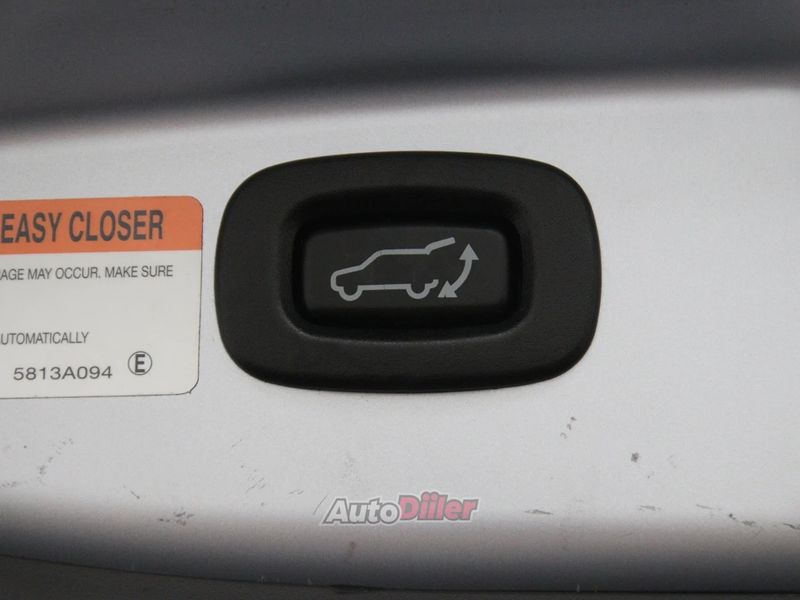 EASY CLOSER
AGE MAY OCCUR. MAKE SURE
AUTOMATICALLY
5813A094 E
AutoDiiler